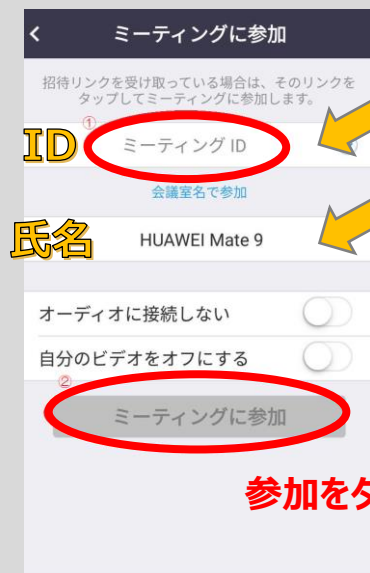 ミーティングに参加
招待リンクを受け取っている場合は、そのリンクを
タップしてミーティングに参加します。
①
ID
ミーティング ID
会議室名で参加
氏名
HUAWEI Mate 9
オーディオに接続しない
自分のビデオをオフにする
②
ミーティングに参加
参加をタ